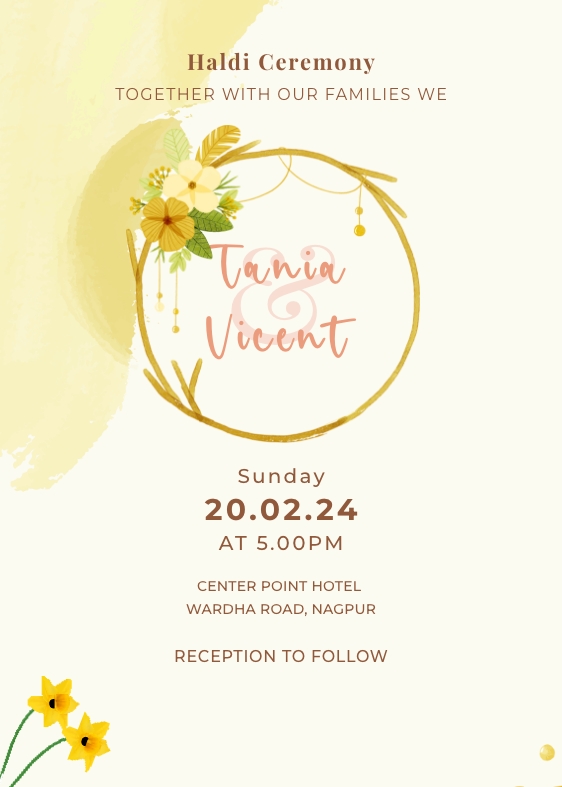 Haldi Ceremony
TOGETHER WITH OUR FAMILIES WE
Tania
&
Vicent
Sunday
20.02.24
AT 5.00PM
CENTER POINT HOTEL
WARDHA ROAD, NAGPUR
RECEPTION TO FOLLOW